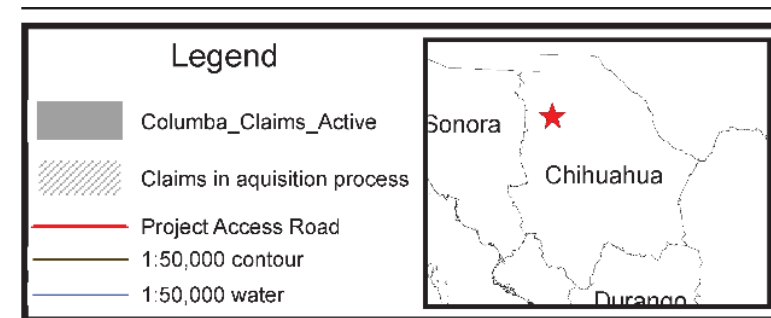 Legend
Columba_Claims_Active
Claims in aquisition process
Project Access Road
1:50,000 contour
1:50,000 water
Sonora
Chihuahua
Durango